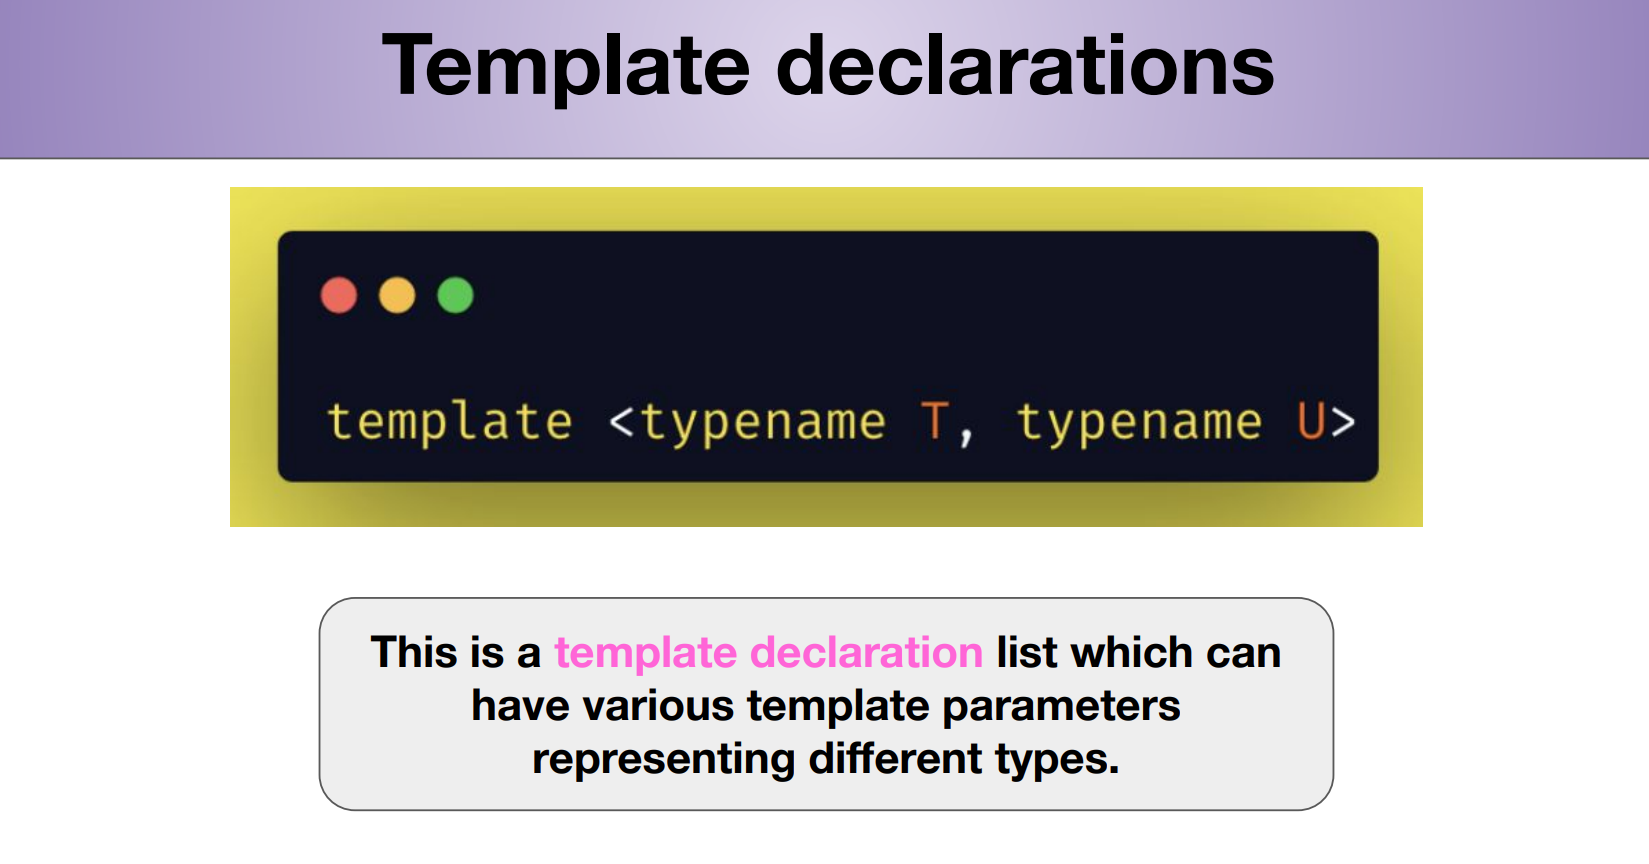 Template declarations
template <typename T, typename U>
This is a template declaration list which can
have various template parameters
representing different types.